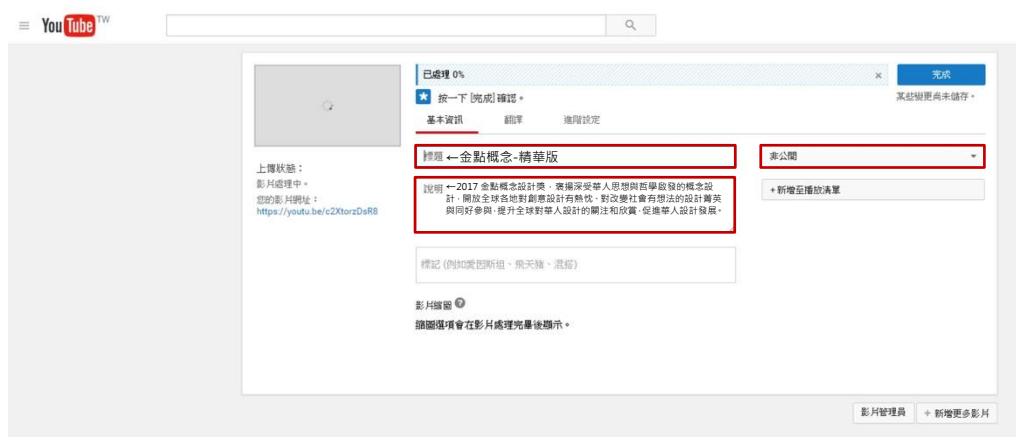 YouTube TW
已處理 0%
×
完成
按一下 [完成] 確認。
某些變更尚未儲存。
基本資訊
翻譯
進階設定
標題 ←金點概念-精華版
非公開
上傳狀態：
影片處理中。
您的影片網址：
https://youtu.be/c2XtorzDsR8
說明 ←2017 金點概念設計獎，褒揚深受華人思想與哲學啟發的概念設
計，開放全球各地對創意設計有熱忱、對改變社會有想法的設計菁英
與同好參與，提升全球對華人設計的關注和欣賞，促進華人設計發展。
+ 新增至播放清單
標記 (例如愛因斯坦、飛天豬、混搭)
影片縮圖 ?
縮圖選項會在影片處理完畢後顯示。
影片管理員
+ 新增更多影片